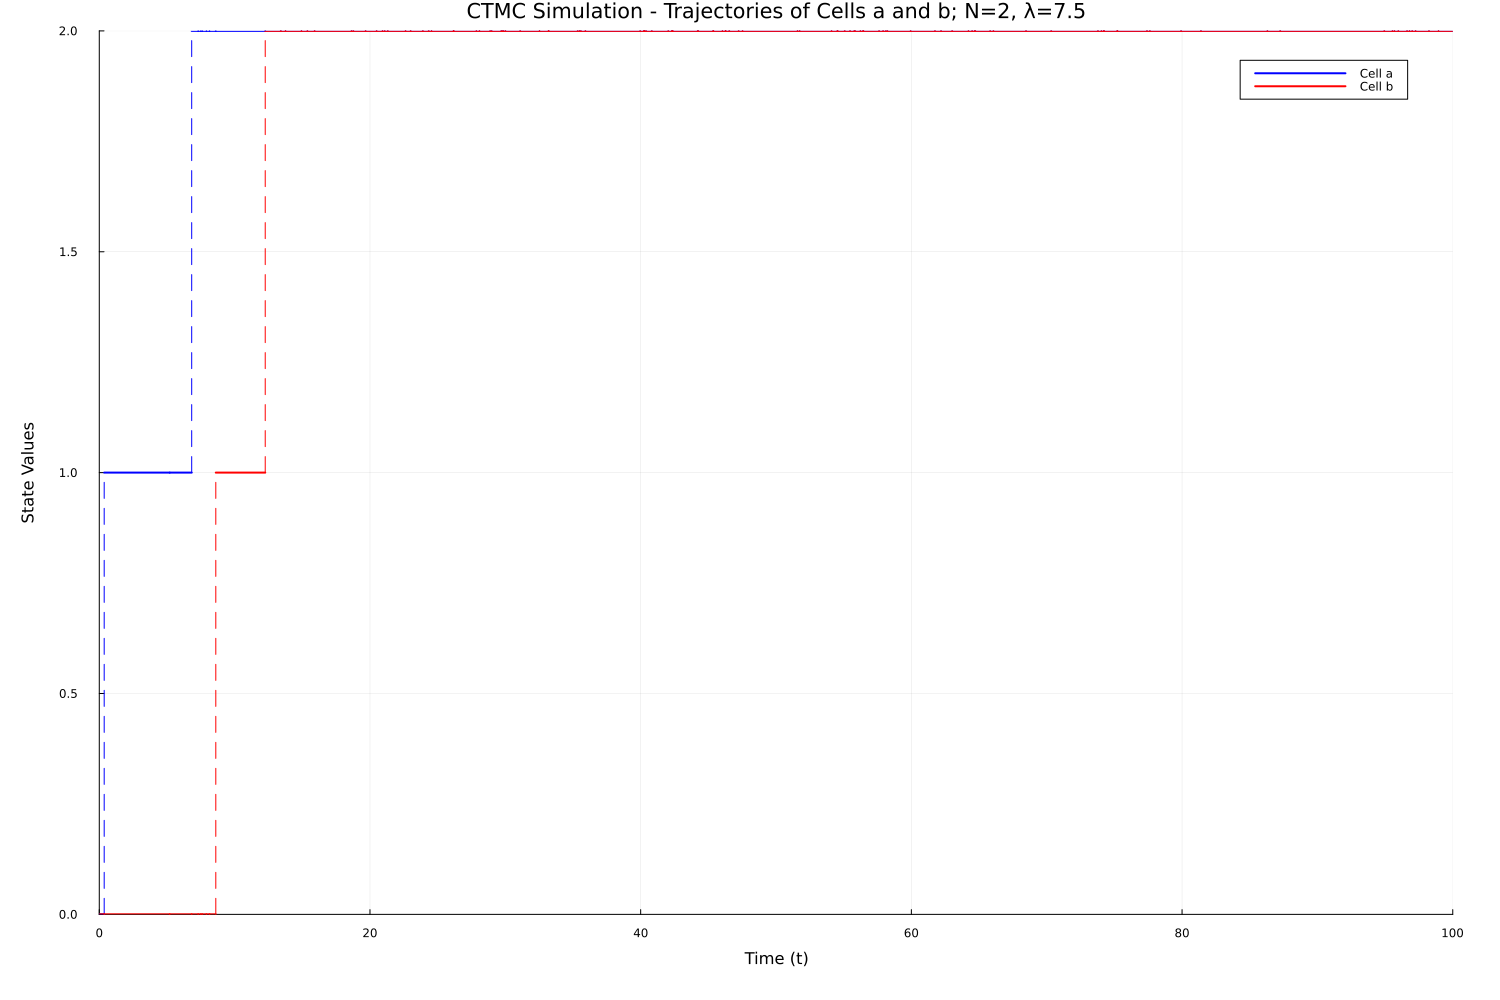 CTMC Simulation - Trajectories of Cells a and b; N=2, λ=7.5
2.0
Cell a
Cell b
1.5
1.0
State Values
0.5
0.0
0 20 40 60 80 100
Time (t)